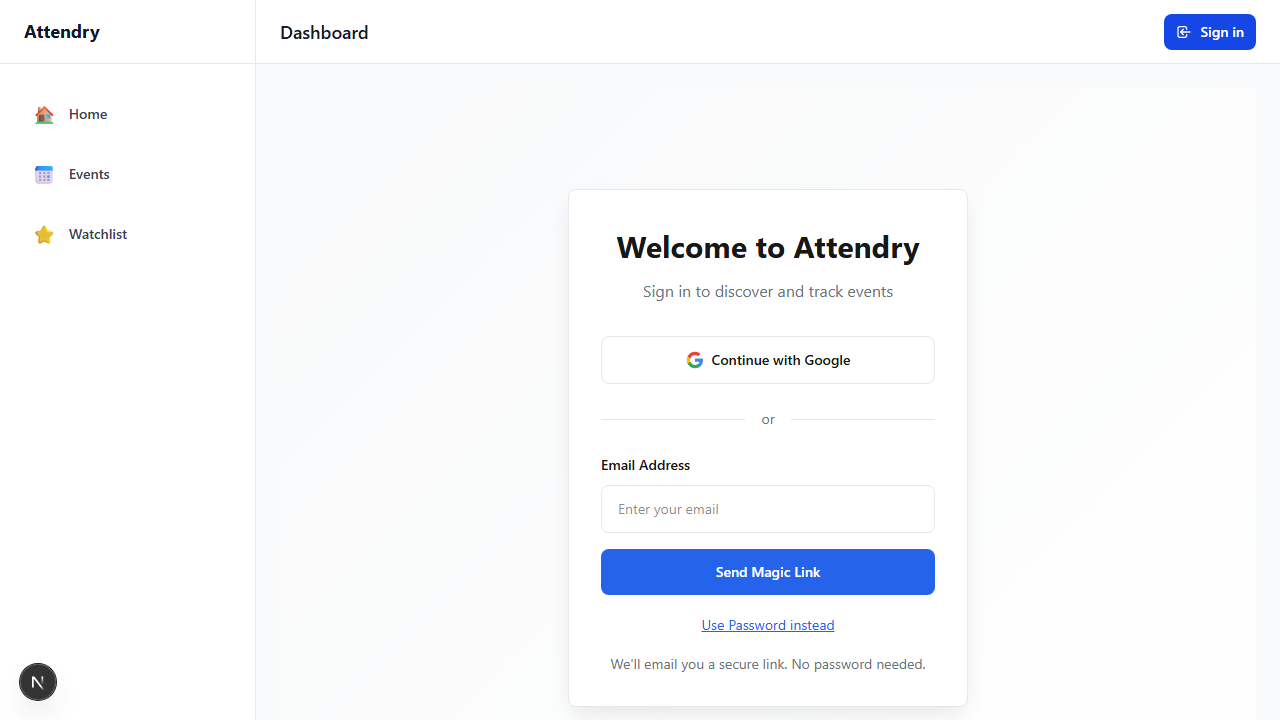 Attendry
Dashboard
Sign in
Home
Events
Watchlist
Welcome to Attendry
Sign in to discover and track events
Continue with Google
or
Email Address
Enter your email
Send Magic Link
Use Password instead
We'll email you a secure link. No password needed.
N